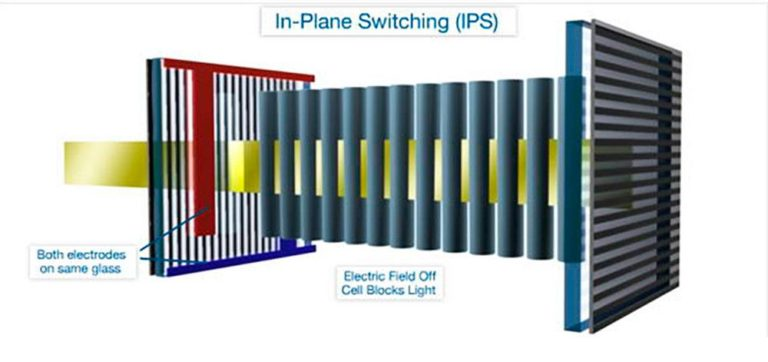 In-Plane Switching (IPS)
Both electrodes
on same glass
Electric Field Off
Cell Blocks Light